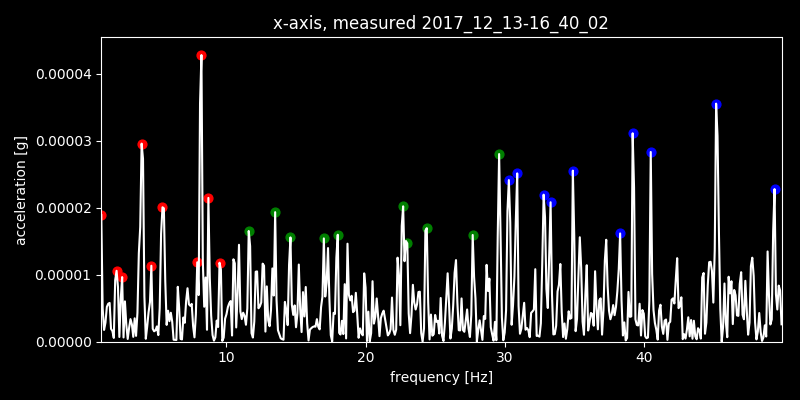 x-axis, measured 2017_12_13-16_40_02
0.00004
0.00003
0.00002
0.00001
0.00000
acceleration [g]
10 20 30 40
frequency [Hz]